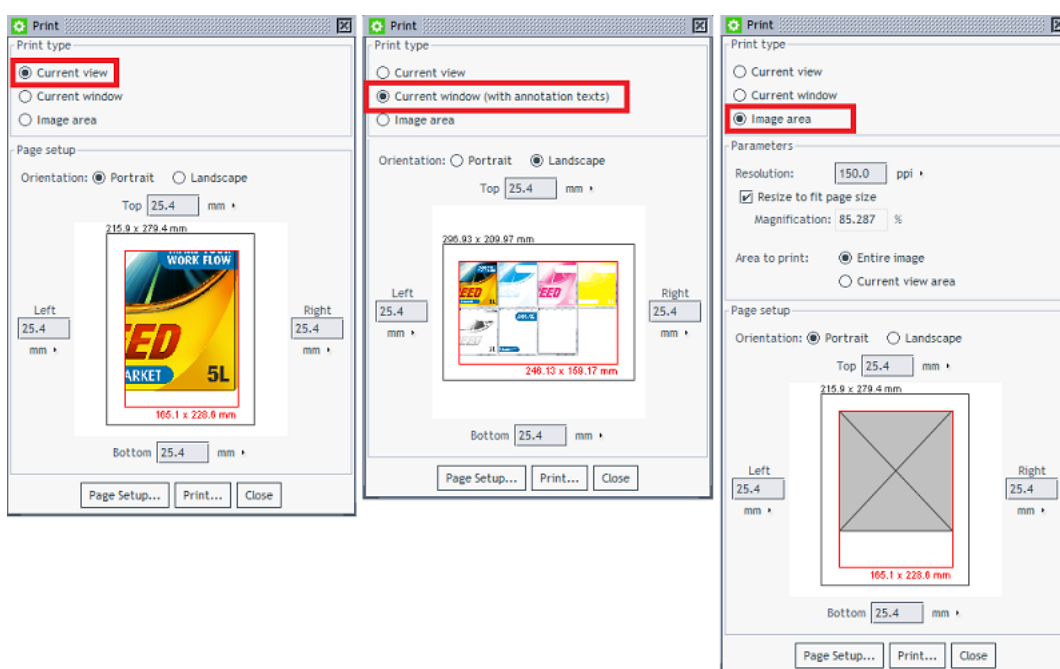 Print
Print type
Current view
Current window
Image area
Page setup
Orientation: Portrait Landscape
Top 25.4 mm
215.9 x 279.4 mm
WORK FLOW
Left
25.4
mm
Right
25.4
mm
EED
ARKET
5L
165.1 x 228.6 mm
Bottom 25.4 mm
Page Setup... Print... Close
Print
Print type
Current view
Current window (with annotation texts)
Image area
Orientation: Portrait Landscape
Top 25.4 mm
296.93 x 209.97 mm
Left
25.4
mm
Right
25.4
mm
EED
EED
246.13 x 159.17 mm
Bottom 25.4 mm
Page Setup... Print... Close
Print
Print type
Current view
Current window
Image area
Parameters
Resolution: 150.0 ppi
Resize to fit page size
Magnification: 85.287 %
Area to print: Entire image
Current view area
Page setup
Orientation: Portrait Landscape
Top 25.4 mm
215.9 x 279.4 mm
Left
25.4
mm
Right
25.4
mm
165.1 x 228.6 mm
Bottom 25.4 mm
Page Setup... Print... Close